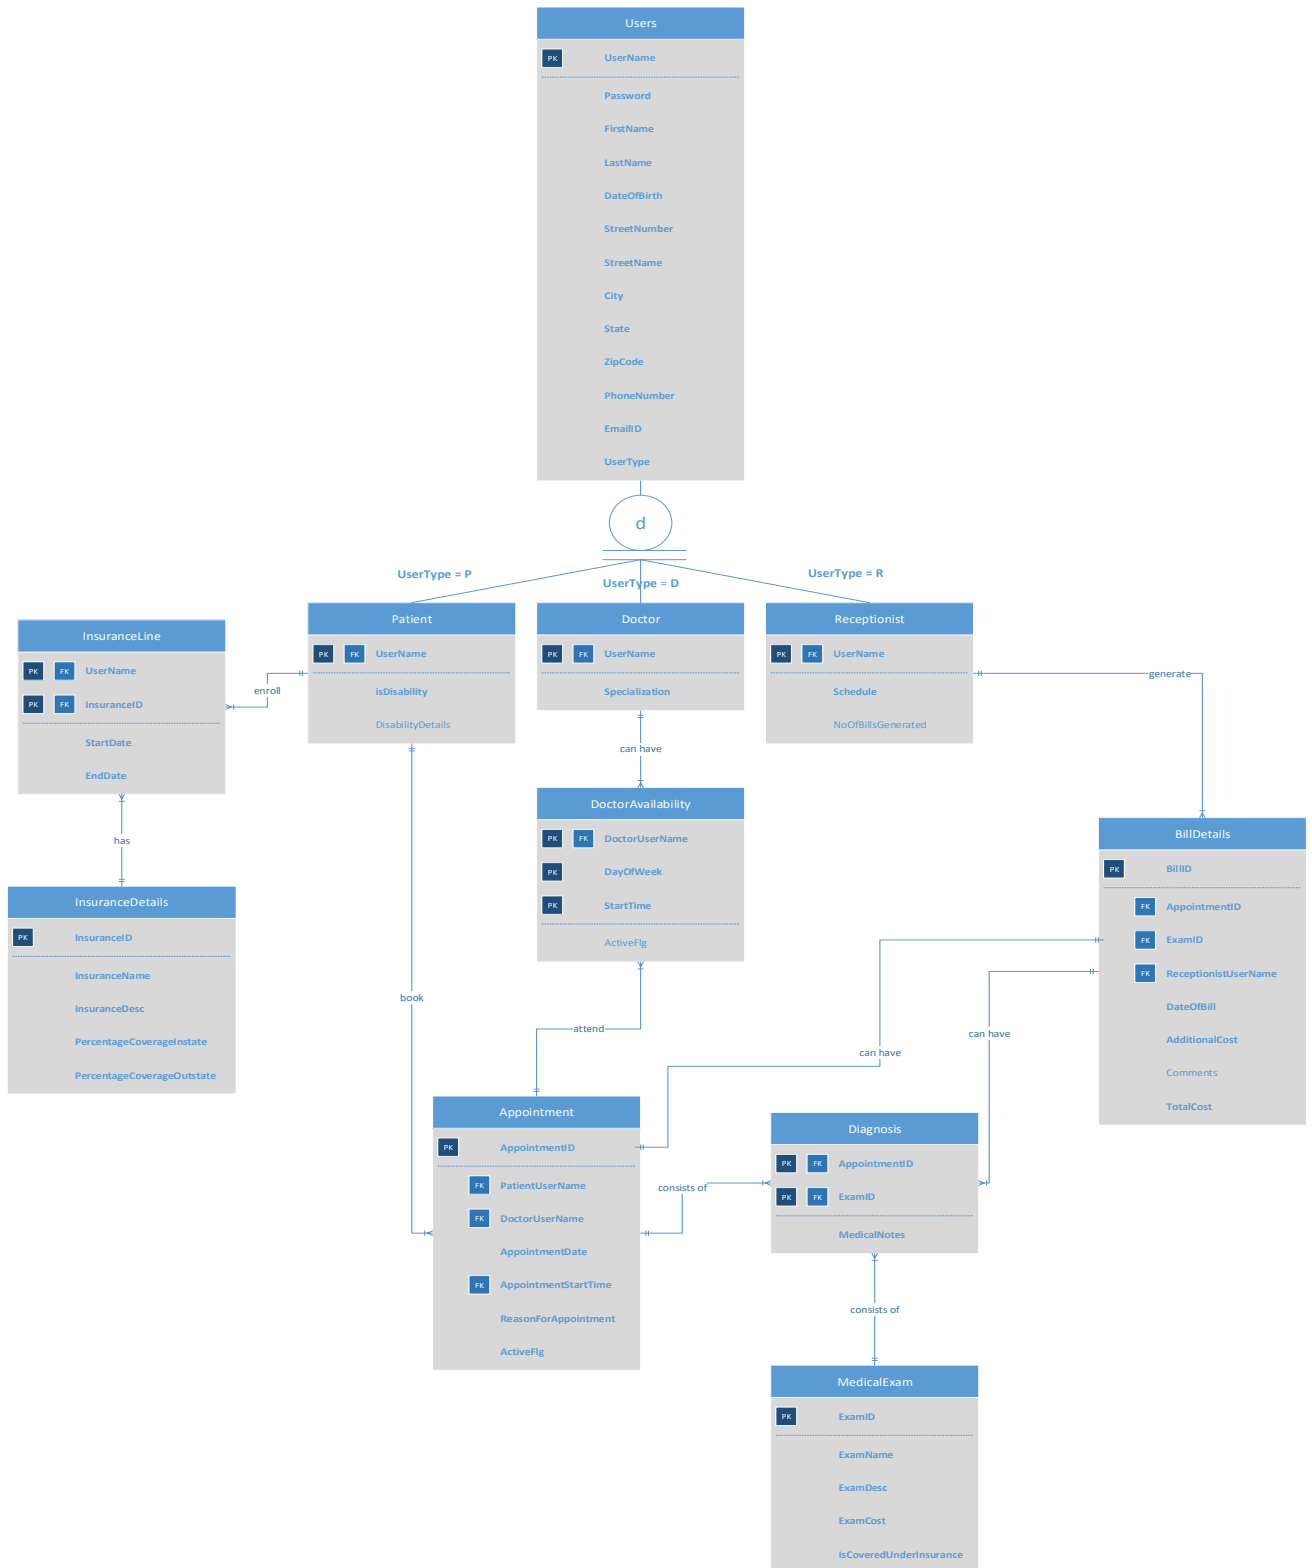 Users
PK UserName
Password
FirstName
LastName
DateOfBirth
StreetNumber
StreetName
City
State
ZipCode
PhoneNumber
EmailID
UserType
d
UserType = P
UserType = D
UserType = R
InsuranceLine
PK FK UserName
PK FK InsuranceID
StartDate
EndDate
enroll
Patient
PK FK UserName
isDisability
DisabilityDetails
Doctor
PK FK UserName
Specialization
Receptionist
PK FK UserName
Schedule
NoOfBillsGenerated
generate
can have
has
DoctorAvailability
PK FK DoctorUserName
PK DayOfWeek
PK StartTime
ActiveFlg
BillDetails
PK BillID
FK AppointmentID
FK ExamID
FK ReceptionistUserName
DateOfBill
AdditionalCost
Comments
TotalCost
InsuranceDetails
PK InsuranceID
InsuranceName
InsuranceDesc
PercentageCoverageInstate
PercentageCoverageOutstate
book
attend
can have
can have
Appointment
PK AppointmentID
FK PatientUserName
FK DoctorUserName
AppointmentDate
FK AppointmentStartTime
ReasonForAppointment
ActiveFlg
consists of
Diagnosis
PK FK AppointmentID
PK FK ExamID
MedicalNotes
consists of
MedicalExam
PK ExamID
ExamName
ExamDesc
ExamCost
IsCoveredUnderInsurance